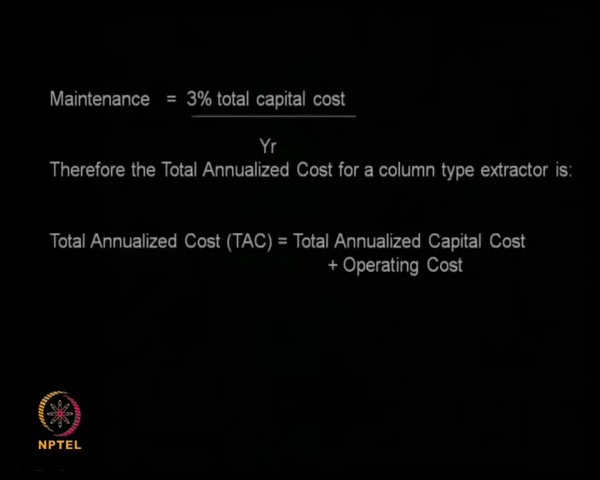 Maintenance = 3% total capital cost
Yr
Therefore the Total Annualized Cost for a column type extractor is:
Total Annualized Cost (TAC) = Total Annualized Capital Cost
+ Operating Cost
NPTEL